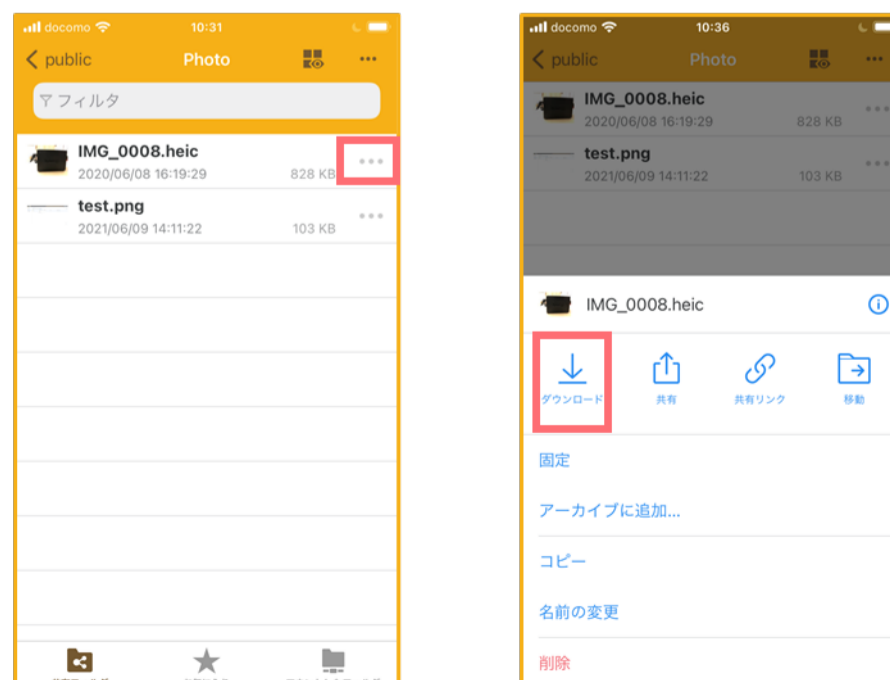 docomo 10:31
public Photo
フィルタ
IMG_0008.heic
2020/06/08 16:19:29 828 KB
test.png
2021/06/09 14:11:22 103 KB
docomo 10:36
public Photo
IMG_0008.heic
2020/06/08 16:19:29 828 KB
test.png
2021/06/09 14:11:22 103 KB
IMG_0008.heic
ダウンロード 共有 共有リンク 移動
固定
アーカイブに追加...
コピー
名前の変更
削除